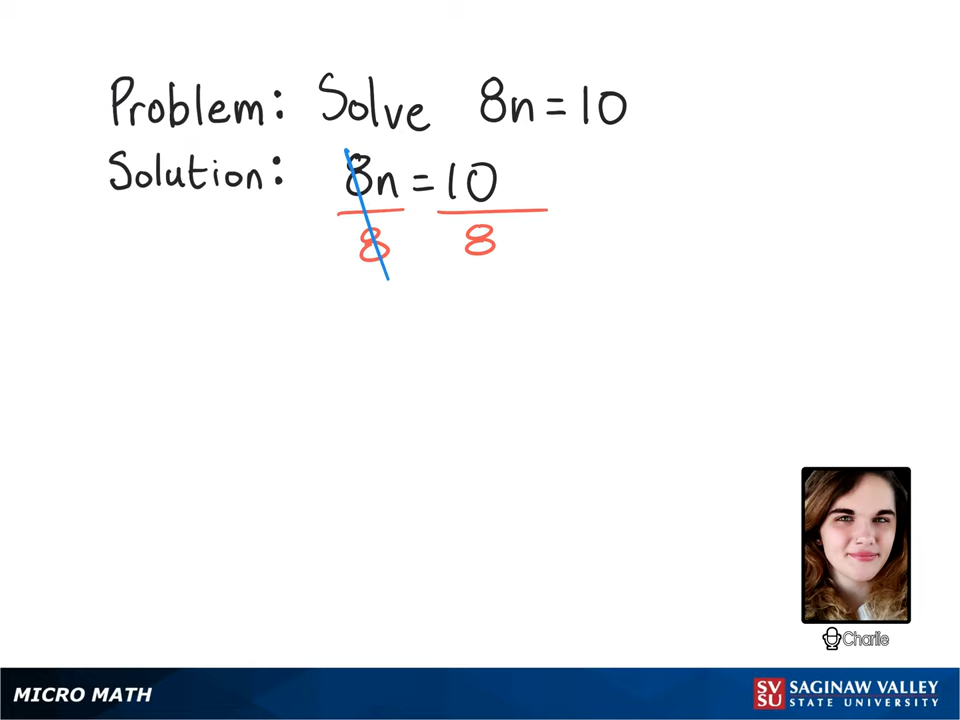 Problem: Solve 8n = 10
Solution: 8n = 10
8 8
Charlie
MICRO MATH
SVSU SAGINAW VALLEY
STATE UNIVERSITY